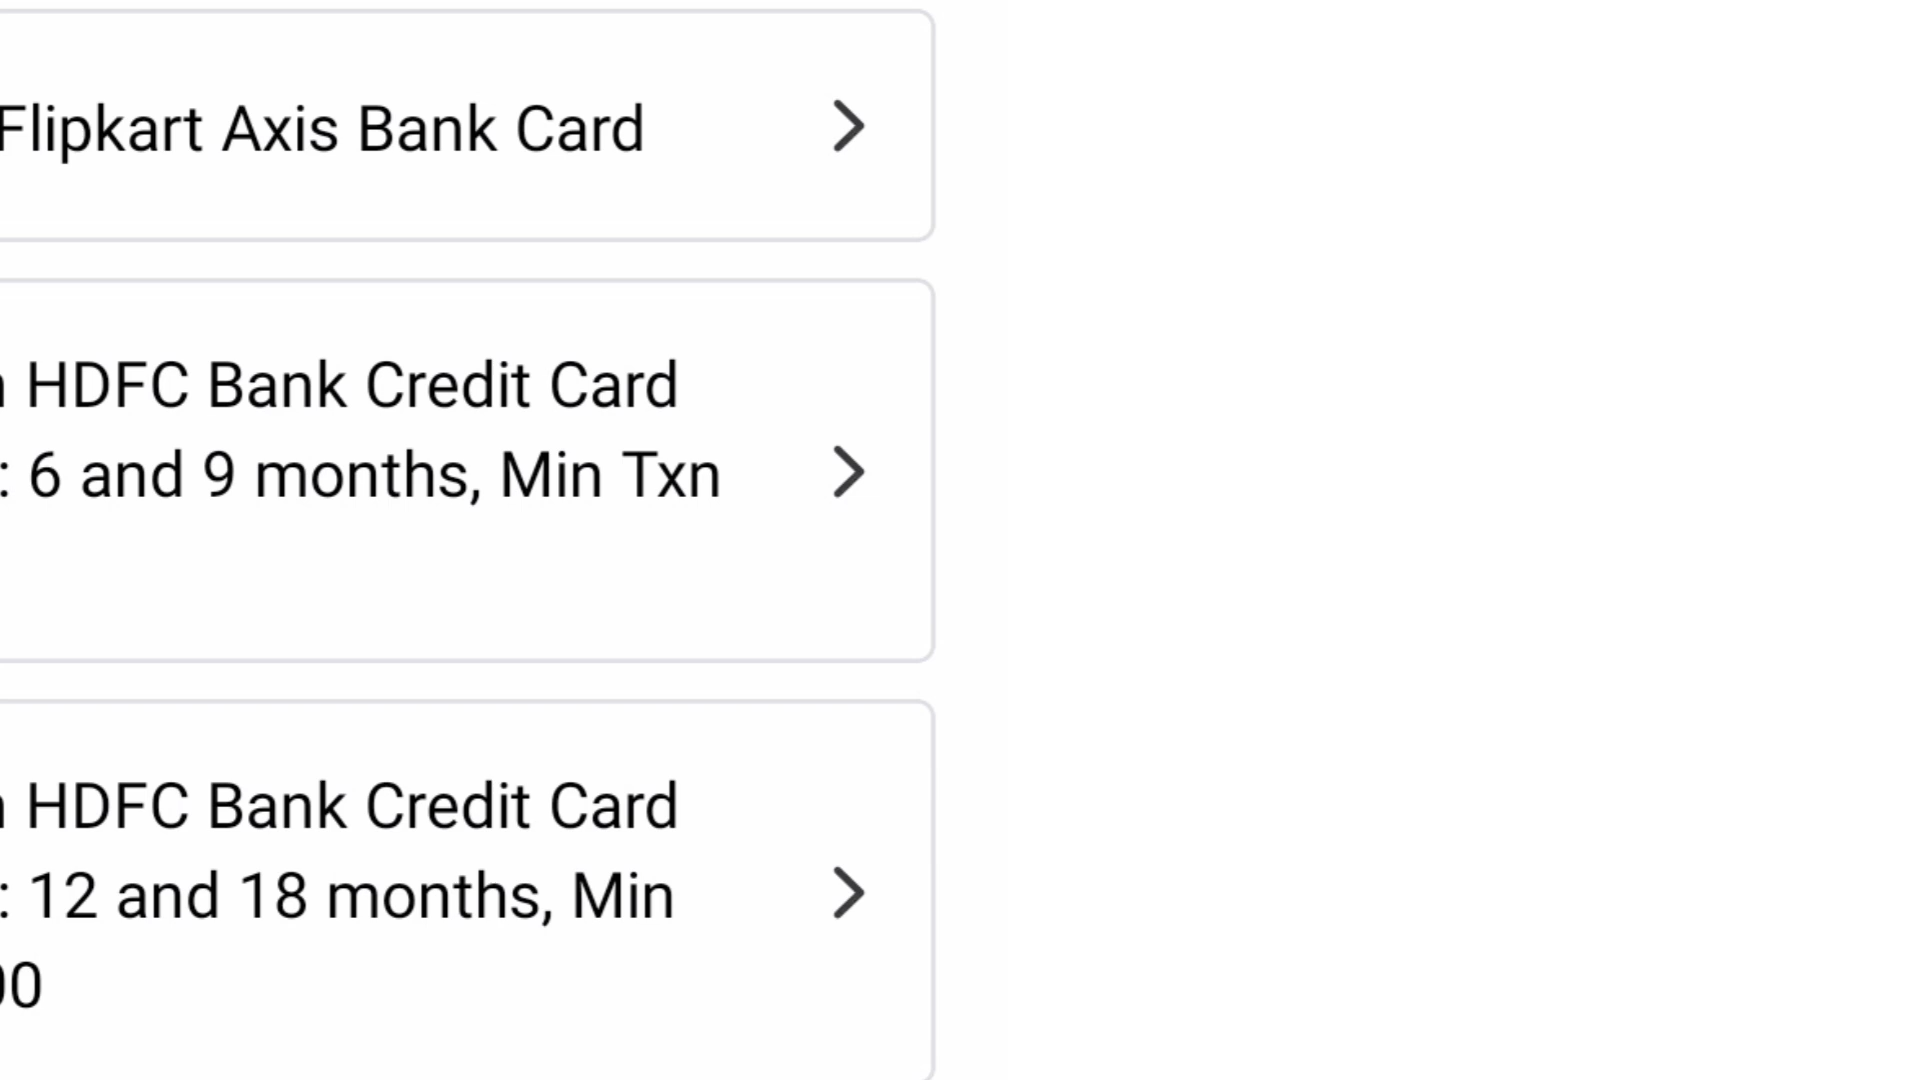 Flipkart Axis Bank Card
HDFC Bank Credit Card
: 6 and 9 months, Min Txn
HDFC Bank Credit Card
: 12 and 18 months, Min
00